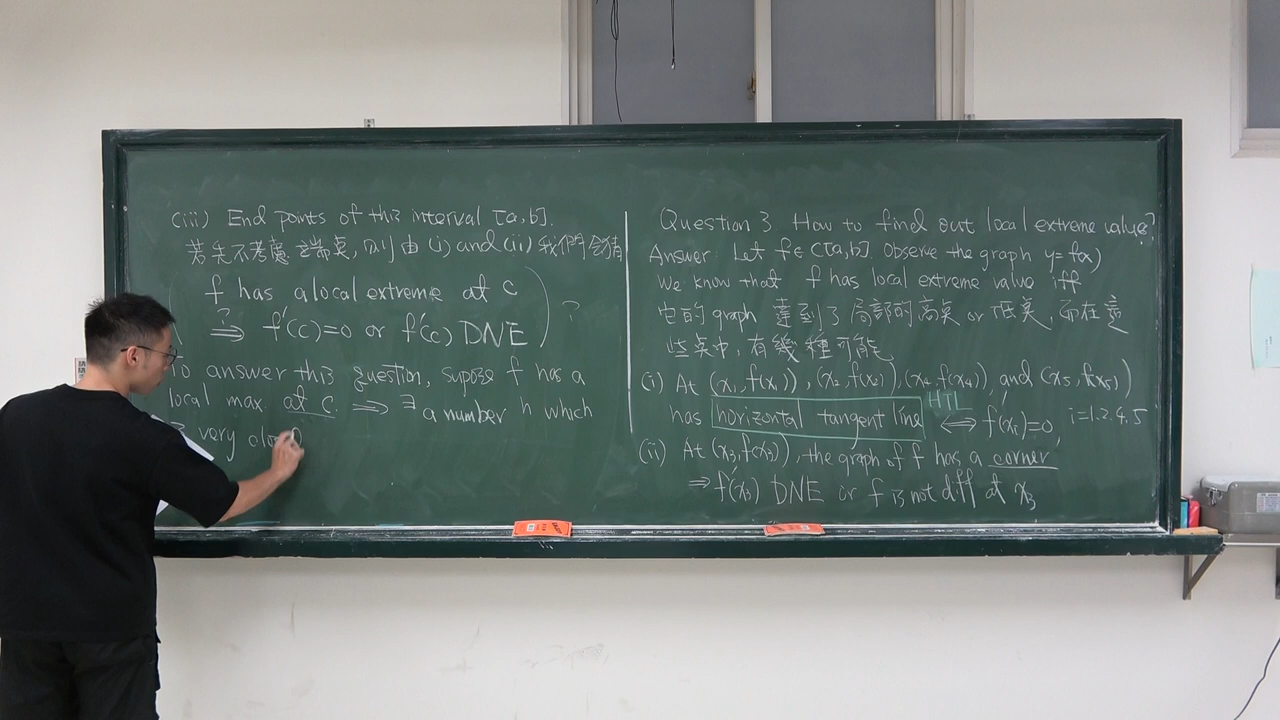 (iii) End points of this interval [a,b].
若先不考慮端點,則由(i) and (ii) 我們會猜
( f has a local extreme at c
?⇒ f'(c)=0 or f'(c) DNE ) ?
To answer this question, supose f has a
local max. at c. ⇒ ∃ a number h which
is very close
Question 3 How to find out local extreme value?
Answer: Let f∈C[a,b]. Observe the graph y=f(x)
We know that f has local extreme value iff
它的 graph 達到了局部的高點 or 低點,而在這
些點中,有幾種可能
(i) At (x₁,f(x₁)), (x₂,f(x₂)), (x₄,f(x₄)), and (x₅,f(x₅))
HTL
has horizontal tangent line ⇔ f'(xᵢ)=0, i=1.2.4.5
(ii) At (x₃,f(x₃)), the graph of f has a corner
⇒ f'(x₃) DNE or f is not diff at x₃